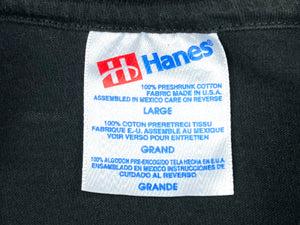 Hanes®
100% PRESHRUNK COTTON
FABRIC MADE IN U.S.A.
ASSEMBLED IN MEXICO CARE ON REVERSE
LARGE
100% COTON PRERETRECI TISSU
FABRIQUE E.-U. ASSEMBLE AU MEXIQUE
VOIR VERSO POUR ENTRETIEN
GRAND
100% ALGODON PRE-ENCOGIDO TELA HECHA EN E.U.A.
ENSAMBLADO EN MEXICO INSTRUCCIONES DE
CUIDADO AL REVERSO
GRANDE